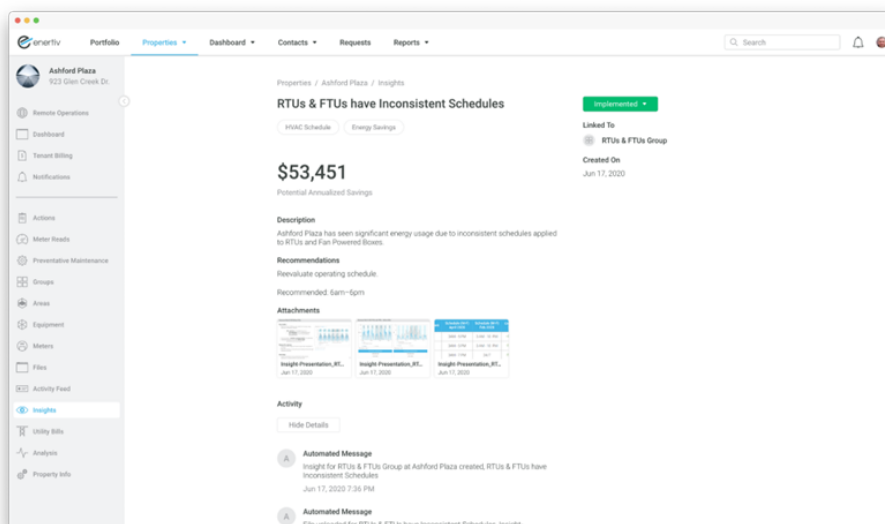 enertiv
Portfolio
Properties
Dashboard
Contacts
Requests
Reports
Search
Ashford Plaza
923 Glen Creek Dr.
Remote Operations
Dashboard
Tenant Billing
Notifications
Actions
Meter Reads
Preventative Maintenance
Groups
Areas
Equipment
Meters
Files
Activity Feed
Insights
Utility Bills
Analysis
Property Info
Properties / Ashford Plaza / Insights
RTUs & FTUs have Inconsistent Schedules
HVAC Schedule
Energy Savings
$53,451
Potential Annualized Savings
Description
Ashford Plaza has seen significant energy usage due to inconsistent schedules applied
to RTUs and Fan Powered Boxes.
Recommendations
Reevaluate operating schedule.
Recommended: 6am–6pm
Attachments
Insight-Presentation_RT...
Jun 17, 2020
Insight-Presentation_RT...
Jun 17, 2020
Insight-Presentation_RT...
Jun 17, 2020
Activity
Hide Details
A
Automated Message
Insight for RTUs & FTUs Group at Ashford Plaza created, RTUs & FTUs have
Inconsistent Schedules
Jun 17, 2020 7:36 PM
A
Automated Message
Implemented
Linked To
RTUs & FTUs Group
Created On
Jun 17, 2020